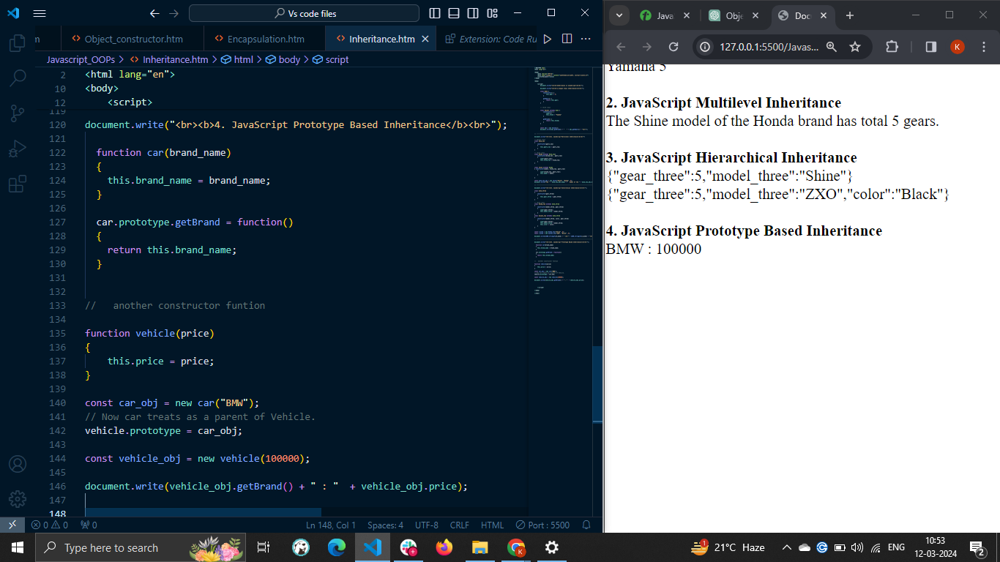 Vs code files
m
Object_constructor.htm
Encapsulation.htm
Inheritance.htm
Extension: Code Ru
Javascript_OOPs > Inheritance.htm > html > body > script
2 <html lang="en">
10 <body>
12 <script>
119
120 document.write("<br><b>4. JavaScript Prototype Based Inheritance</b><br>");
121
122 function car(brand_name)
123 {
124 this.brand_name = brand_name;
125 }
126
127 car.prototype.getBrand = function()
128 {
129 return this.brand_name;
130 }
131
132
133 // another constructor funtion
134
135 function vehicle(price)
136 {
137 this.price = price;
138 }
139
140 const car_obj = new car("BMW");
141 // Now car treats as a parent of Vehicle.
142 vehicle.prototype = car_obj;
143
144 const vehicle_obj = new vehicle(100000);
145
146 document.write(vehicle_obj.getBrand() + " : " + vehicle_obj.price);
147
148
0 0 0 Ln 148, Col 1 Spaces: 4 UTF-8 CRLF HTML Port : 5500
Java
Obje
Doc
127.0.0.1:5500/Javas...
K
Yamaha 5
2. JavaScript Multilevel Inheritance
The Shine model of the Honda brand has total 5 gears.
3. JavaScript Hierarchical Inheritance
{"gear_three":5,"model_three":"Shine"}
{"gear_three":5,"model_three":"ZXO","color":"Black"}
4. JavaScript Prototype Based Inheritance
BMW : 100000
Type here to search
K
1
21°C Haze
ENG
10:53
12-03-2024
2